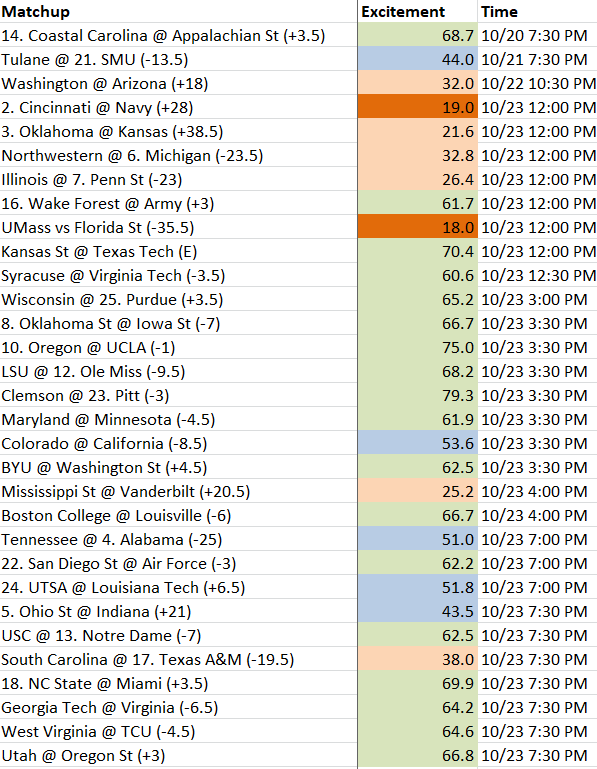 Matchup Excitement Time
14. Coastal Carolina @ Appalachian St (+3.5) 68.7 10/20 7:30 PM
Tulane @ 21. SMU (-13.5) 44.0 10/21 7:30 PM
Washington @ Arizona (+18) 32.0 10/22 10:30 PM
2. Cincinnati @ Navy (+28) 19.0 10/23 12:00 PM
3. Oklahoma @ Kansas (+38.5) 21.6 10/23 12:00 PM
Northwestern @ 6. Michigan (-23.5) 32.8 10/23 12:00 PM
Illinois @ 7. Penn St (-23) 26.4 10/23 12:00 PM
16. Wake Forest @ Army (+3) 61.7 10/23 12:00 PM
UMass vs Florida St (-35.5) 18.0 10/23 12:00 PM
Kansas St @ Texas Tech (E) 70.4 10/23 12:00 PM
Syracuse @ Virginia Tech (-3.5) 60.6 10/23 12:30 PM
Wisconsin @ 25. Purdue (+3.5) 65.2 10/23 3:00 PM
8. Oklahoma St @ Iowa St (-7) 66.7 10/23 3:30 PM
10. Oregon @ UCLA (-1) 75.0 10/23 3:30 PM
LSU @ 12. Ole Miss (-9.5) 68.2 10/23 3:30 PM
Clemson @ 23. Pitt (-3) 79.3 10/23 3:30 PM
Maryland @ Minnesota (-4.5) 61.9 10/23 3:30 PM
Colorado @ California (-8.5) 53.6 10/23 3:30 PM
BYU @ Washington St (+4.5) 62.5 10/23 3:30 PM
Mississippi St @ Vanderbilt (+20.5) 25.2 10/23 4:00 PM
Boston College @ Louisville (-6) 66.7 10/23 4:00 PM
Tennessee @ 4. Alabama (-25) 51.0 10/23 7:00 PM
22. San Diego St @ Air Force (-3) 62.2 10/23 7:00 PM
24. UTSA @ Louisiana Tech (+6.5) 51.8 10/23 7:00 PM
5. Ohio St @ Indiana (+21) 43.5 10/23 7:30 PM
USC @ 13. Notre Dame (-7) 62.5 10/23 7:30 PM
South Carolina @ 17. Texas A&M (-19.5) 38.0 10/23 7:30 PM
18. NC State @ Miami (+3.5) 69.9 10/23 7:30 PM
Georgia Tech @ Virginia (-6.5) 64.2 10/23 7:30 PM
West Virginia @ TCU (-4.5) 64.6 10/23 7:30 PM
Utah @ Oregon St (+3) 66.8 10/23 7:30 PM